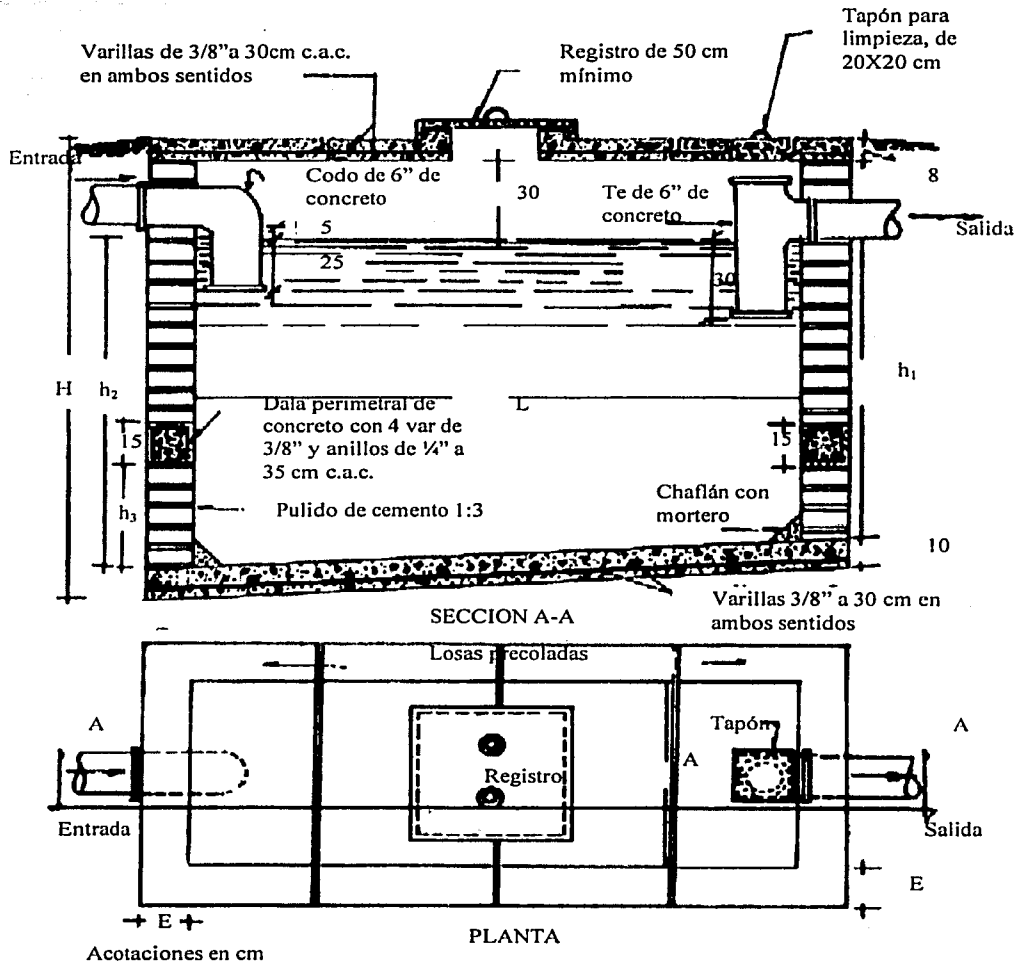 Varillas de 3/8”a 30cm c.a.c.
en ambos sentidos
Registro de 50 cm
mínimo
Tapón para
limpieza, de
20X20 cm
Entrada
Codo de 6” de
concreto
30
Te de 6” de
concreto
8
Salida
5
25
30
H
h₂
h₁
L
15
Dala perimetral de
concreto con 4 var de
3/8” y anillos de ¼” a
35 cm c.a.c.
15
h₃
Pulido de cemento 1:3
Chaflán con
mortero
10
SECCION A-A
Varillas 3/8” a 30 cm en
ambos sentidos
Losas precoladas
A
Tapón
A
A
Registro
Entrada
Salida
E
E
PLANTA
Acotaciones en cm